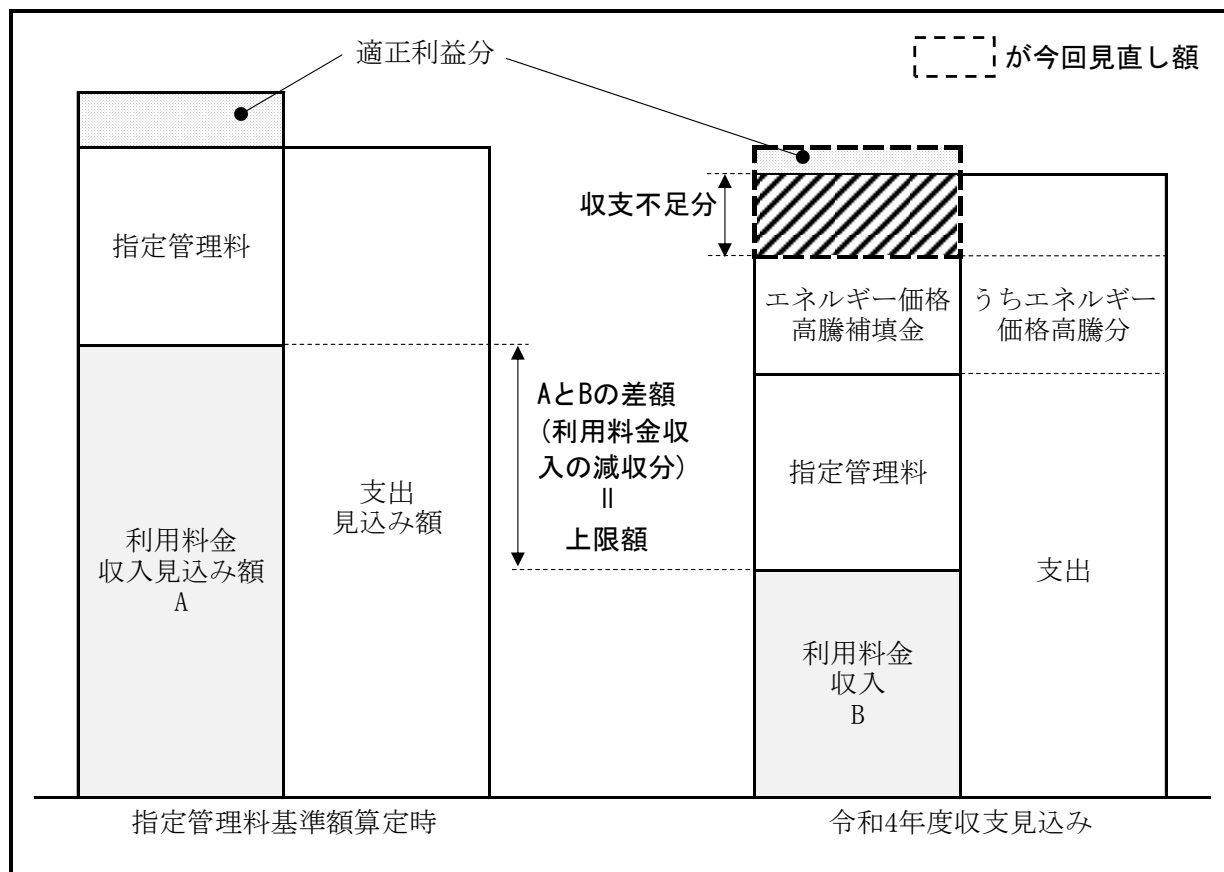 適正利益分
が今回見直し額
指定管理料
利用料金
収入見込み額
A
支出
見込み額
AとBの差額
（利用料金収
入の減収分）
＝
上限額
収支不足分
エネルギー価格
高騰補填金
うちエネルギー
価格高騰分
指定管理料
利用料金
収入
B
支出
指定管理料基準額算定時
令和4年度収支見込み